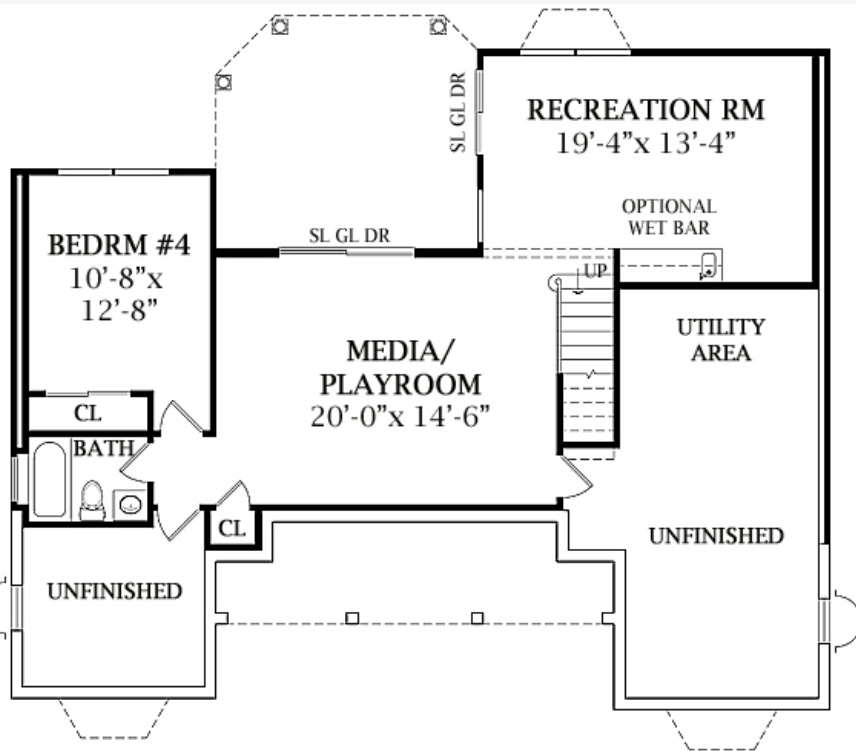 SL GL DR
RECREATION RM
19'-4"x 13'-4"
OPTIONAL
WET BAR
BEDRM #4
10'-8"x
12'-8"
SL GL DR
UP
UTILITY
AREA
MEDIA/
PLAYROOM
20'-0"x 14'-6"
CL
BATH
CL
UNFINISHED
UNFINISHED